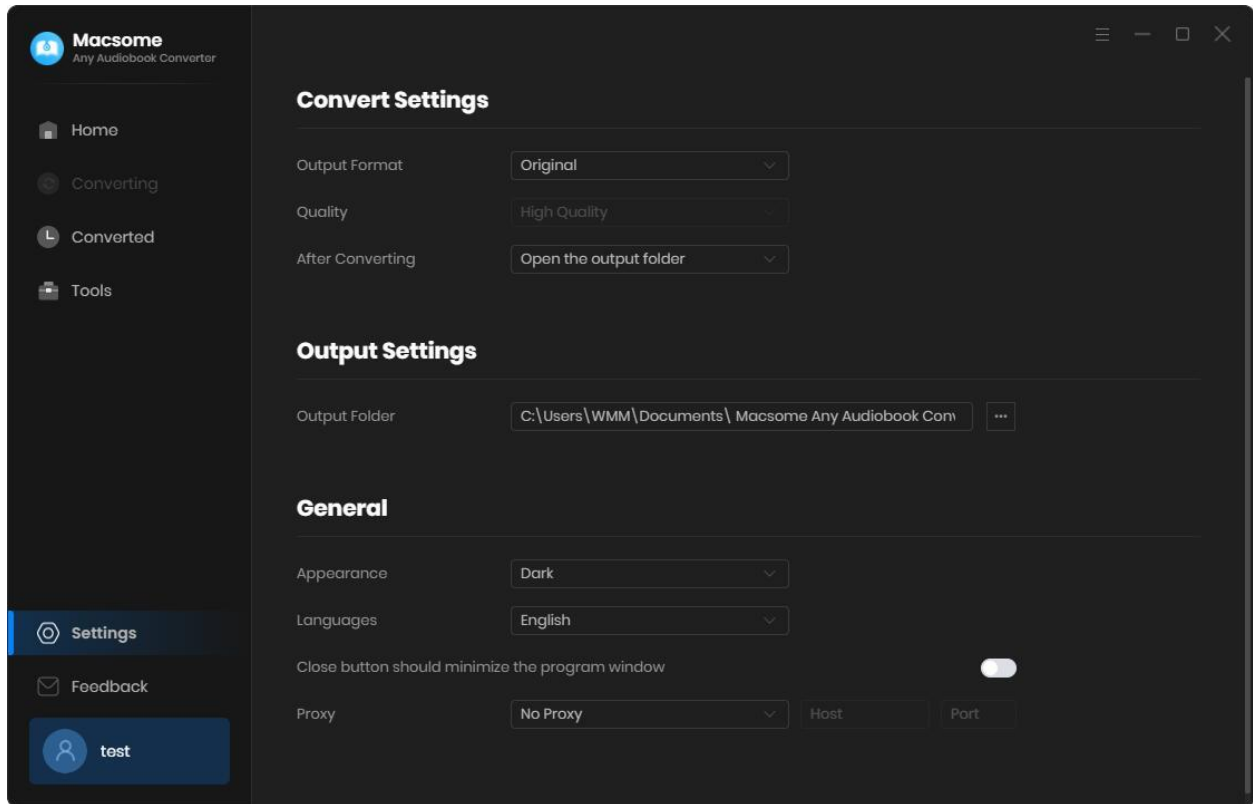 Macsome
Any Audiobook Converter
Home
Converting
Converted
Tools
Settings
Feedback
test
Convert Settings
Output Format Original
Quality High Quality
After Converting Open the output folder
Output Settings
Output Folder C:\Users\WMM\Documents\ Macsome Any Audiobook Conv ...
General
Appearance Dark
Languages English
Close button should minimize the program window
Proxy No Proxy Host Port